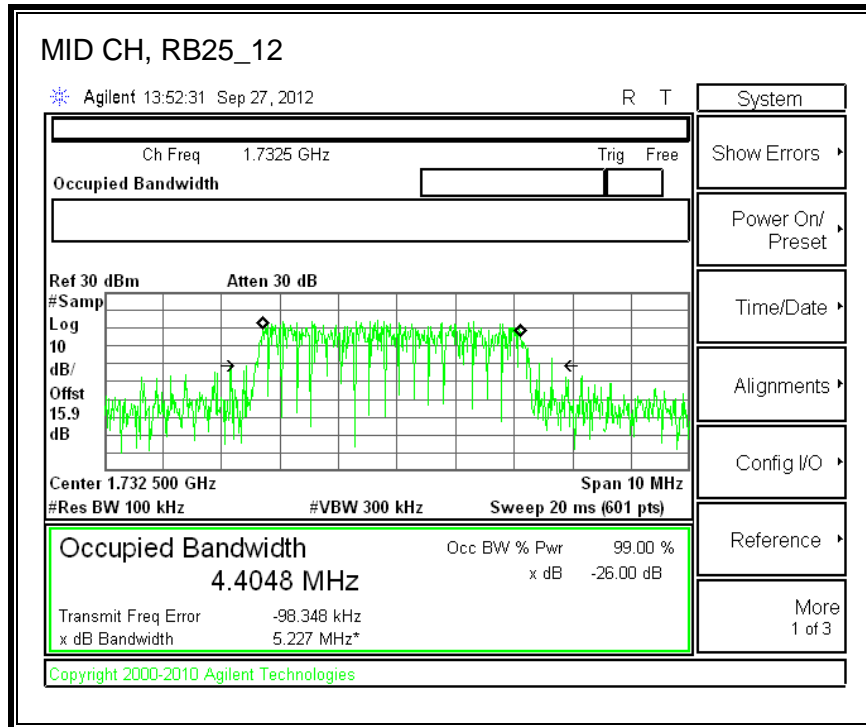 MID CH, RB25_12
Agilent 13:52:31 Sep 27, 2012 R T
System
Ch Freq 1.7325 GHz Trig Free
Occupied Bandwidth
Show Errors
Power On/
Preset
Ref 30 dBm Atten 30 dB
#Samp
Log
10
dB/
Offst
15.9
dB
Time/Date
Alignments
Center 1.732 500 GHz Span 10 MHz
#Res BW 100 kHz #VBW 300 kHz Sweep 20 ms (601 pts)
Config I/O
Occupied Bandwidth Occ BW % Pwr 99.00 %
4.4048 MHz x dB -26.00 dB
Transmit Freq Error -98.348 kHz
x dB Bandwidth 5.227 MHz*
Reference
More
1 of 3
Copyright 2000-2010 Agilent Technologies